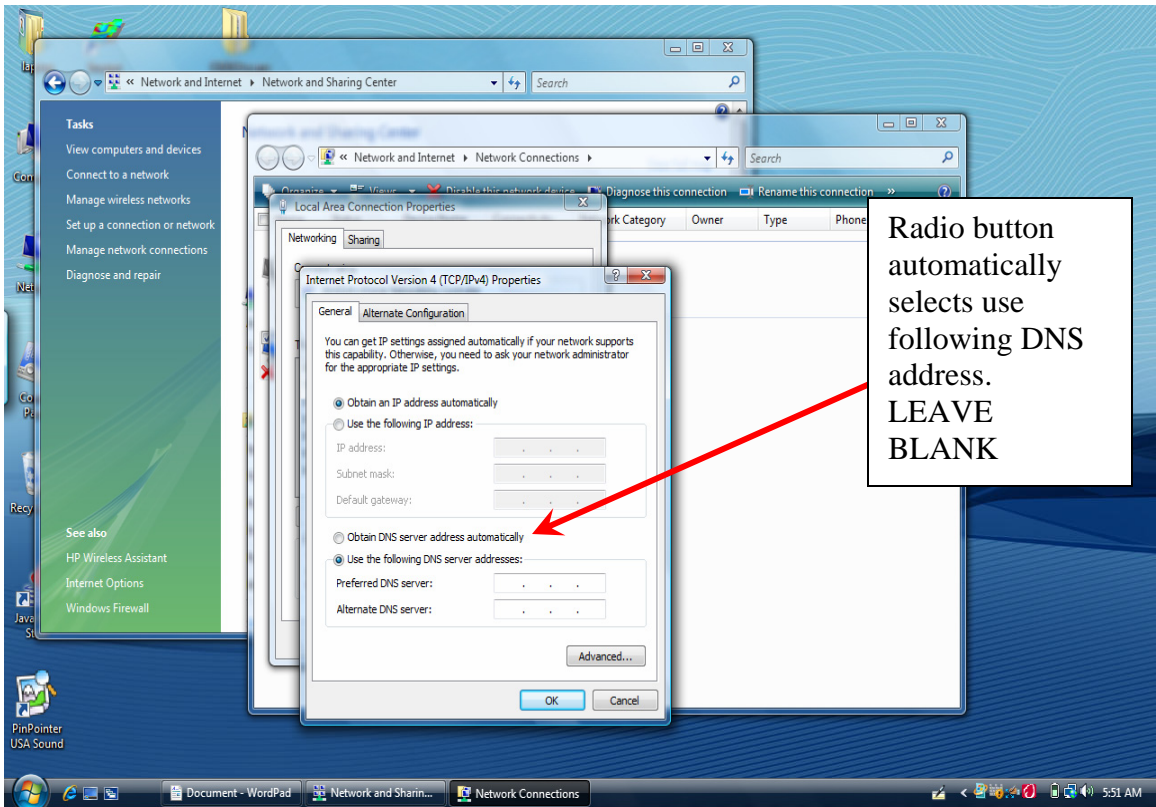 « Network and Internet ▸ Network and Sharing Center
Search
Tasks
View computers and devices
Connect to a network
Manage wireless networks
Set up a connection or network
Manage network connections
Diagnose and repair
See also
HP Wireless Assistant
Internet Options
Windows Firewall
« Network and Internet ▸ Network Connections ▸
Search
Organize Views Disable this network device Diagnose this connection Rename this connection »
Category Owner Type Phone
Local Area Connection Properties
Networking Sharing
Internet Protocol Version 4 (TCP/IPv4) Properties
General Alternate Configuration
You can get IP settings assigned automatically if your network supports
this capability. Otherwise, you need to ask your network administrator
for the appropriate IP settings.
Obtain an IP address automatically
Use the following IP address:
IP address:
Subnet mask:
Default gateway:
Obtain DNS server address automatically
Use the following DNS server addresses:
Preferred DNS server:
Alternate DNS server:
Advanced...
OK Cancel
Radio button
automatically
selects use
following DNS
address.
LEAVE
BLANK
PinPointer
USA Sound
Document - WordPad Network and Sharin... Network Connections 5:51 AM